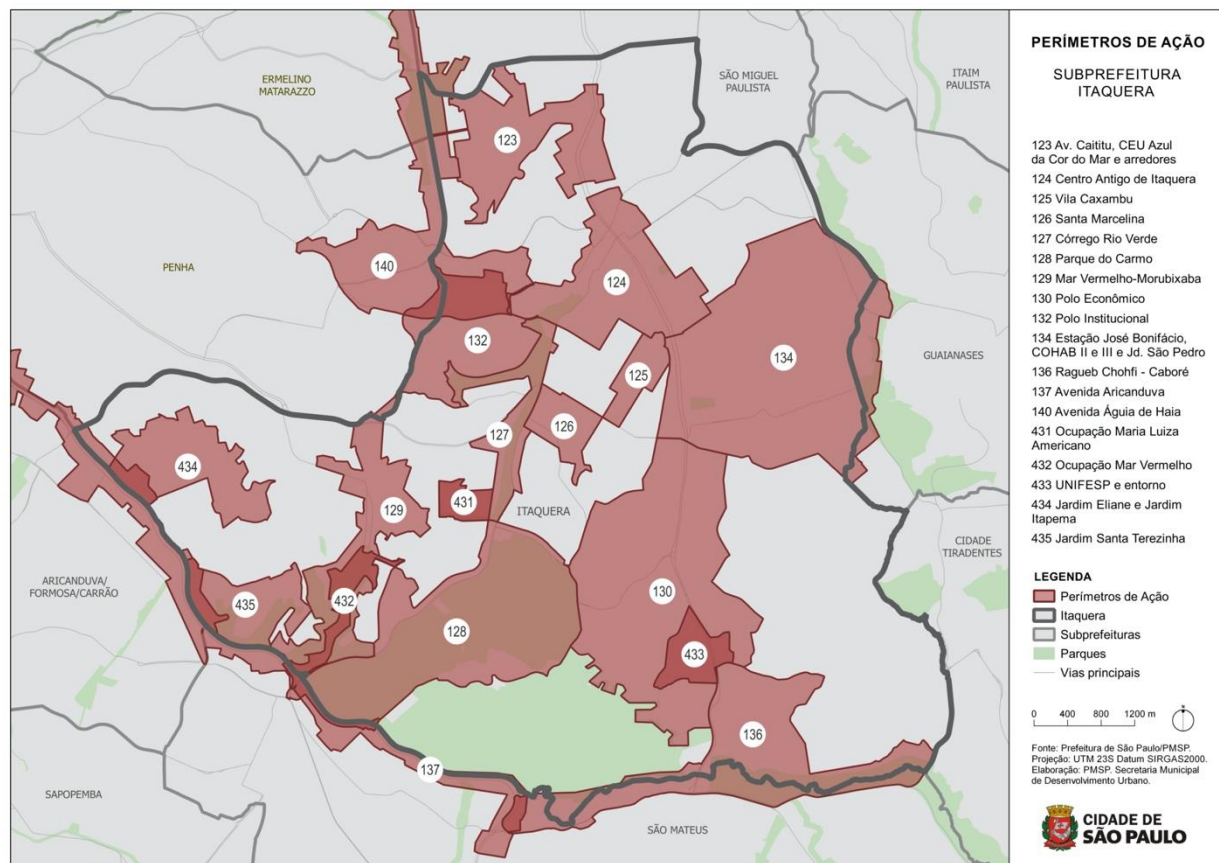 ERMELINO
MATARAZZO
SÃO MIGUEL
PAULISTA
ITAIM
PAULISTA
123
PENHA
140
124
132
134
GUAIANASES
125
126
127
434
431
129
ITAQUERA
CIDADE
TIRADENTES
ARICANDUVA/
FORMOSA/CARRÃO
435
432
130
128
433
136
137
SAPOPEMBA
SÃO MATEUS
PERÍMETROS DE AÇÃO
SUBPREFEITURA
ITAQUERA
123 Av. Caititu, CEU Azul
da Cor do Mar e arredores
124 Centro Antigo de Itaquera
125 Vila Caxambu
126 Santa Marcelina
127 Córrego Rio Verde
128 Parque do Carmo
129 Mar Vermelho-Morubixaba
130 Polo Econômico
132 Polo Institucional
134 Estação José Bonifácio,
COHAB II e III e Jd. São Pedro
136 Ragueb Chohfi - Caboré
137 Avenida Aricanduva
140 Avenida Águia de Haia
431 Ocupação Maria Luiza
Americano
432 Ocupação Mar Vermelho
433 UNIFESP e entorno
434 Jardim Eliane e Jardim
Itapema
435 Jardim Santa Terezinha
LEGENDA
Perímetros de Ação
Itaquera
Subprefeituras
Parques
Vias principais
0 400 800 1200 m
Fonte: Prefeitura de São Paulo/PMSP.
Projeção: UTM 23S Datum SIRGAS2000.
Elaboração: PMSP. Secretaria Municipal
de Desenvolvimento Urbano.
CIDADE DE
SÃO PAULO